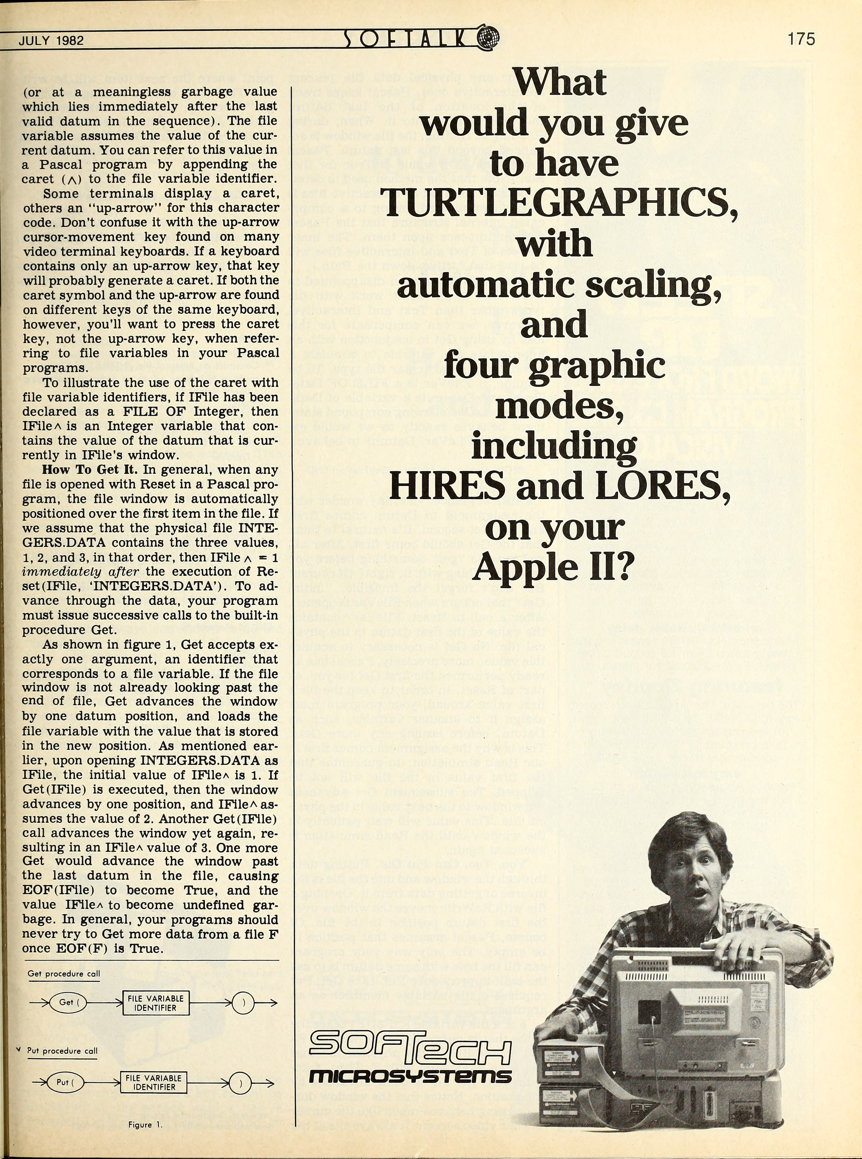 JULY 1982
SOFTALK
175
(or at a meaningless garbage value
which lies immediately after the last
valid datum in the sequence). The file
variable assumes the value of the cur-
rent datum. You can refer to this value in
a Pascal program by appending the
caret (∧) to the file variable identifier.
Some terminals display a caret,
others an "up-arrow" for this character
code. Don't confuse it with the up-arrow
cursor-movement key found on many
video terminal keyboards. If a keyboard
contains only an up-arrow key, that key
will probably generate a caret. If both the
caret symbol and the up-arrow are found
on different keys of the same keyboard,
however, you'll want to press the caret
key, not the up-arrow key, when refer-
ring to file variables in your Pascal
programs.
To illustrate the use of the caret with
file variable identifiers, if IFile has been
declared as a FILE OF Integer, then
IFile∧ is an Integer variable that con-
tains the value of the datum that is cur-
rently in IFile's window.
How To Get It. In general, when any
file is opened with Reset in a Pascal pro-
gram, the file window is automatically
positioned over the first item in the file. If
we assume that the physical file INTE-
GERS.DATA contains the three values,
1, 2, and 3, in that order, then IFile ∧ = 1
immediately after the execution of Re-
set(IFile, 'INTEGERS.DATA'). To ad-
vance through the data, your program
must issue successive calls to the built-in
procedure Get.
As shown in figure 1, Get accepts ex-
actly one argument, an identifier that
corresponds to a file variable. If the file
window is not already looking past the
end of file, Get advances the window
by one datum position, and loads the
file variable with the value that is stored
in the new position. As mentioned ear-
lier, upon opening INTEGERS.DATA as
IFile, the initial value of IFile∧ is 1. If
Get(IFile) is executed, then the window
advances by one position, and IFile∧ as-
sumes the value of 2. Another Get(IFile)
call advances the window yet again, re-
sulting in an IFile∧ value of 3. One more
Get would advance the window past
the last datum in the file, causing
EOF(IFile) to become True, and the
value IFile∧ to become undefined gar-
bage. In general, your programs should
never try to Get more data from a file F
once EOF(F) is True.
Get procedure call
Get (
FILE VARIABLE
IDENTIFIER
)
Put procedure call
Put (
FILE VARIABLE
IDENTIFIER
)
Figure 1.
What
would you give
to have
TURTLEGRAPHICS,
with
automatic scaling,
and
four graphic
modes,
including
HIRES and LORES,
on your
Apple II?
SOFTECH
MICROSYSTEMS